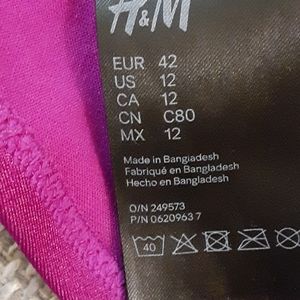 H&M
EUR 42
US 12
CA 12
CN C80
MX 12
Made in Bangladesh
Fabriqué en Bangladesh
Hecho en Bangladesh
O/N 249573
P/N 0620963 7
40